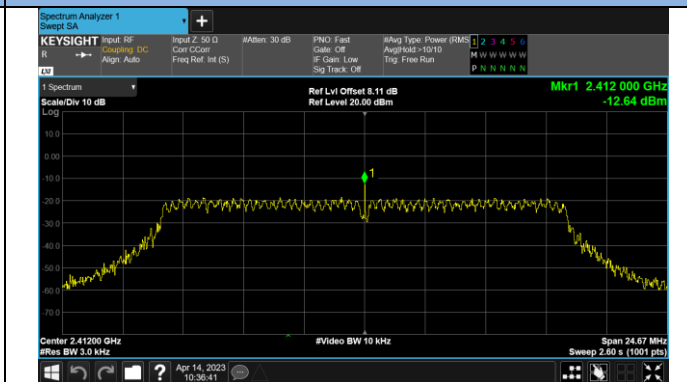 Spectrum Analyzer 1
Swept SA
+
KEYSIGHT
R
LXI
Input: RF
Coupling: DC
Align: Auto
Input Z: 50 Ω
Corr CCorr
Freq Ref: Int (S)
#Atten: 30 dB
PNO: Fast
Gate: Off
IF Gain: Low
Sig Track: Off
#Avg Type: Power (RMS
Avg|Hold:>10/10
Trig: Free Run
1 2 3 4 5 6
M W W W W W
P N N N N N
1 Spectrum
Scale/Div 10 dB
Ref Lvl Offset 8.11 dB
Ref Level 20.00 dBm
Mkr1 2.412 000 GHz
-12.64 dBm
Log
10.0
0.00
-10.0
1
-20.0
-30.0
-40.0
-50.0
-60.0
-70.0
Center 2.41200 GHz
#Res BW 3.0 kHz
#Video BW 10 kHz
Span 24.67 MHz
Sweep 2.60 s (1001 pts)
?
Apr 14, 2023
10:36:41